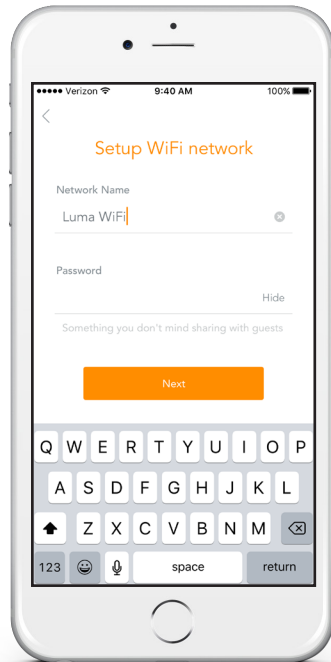 ●●●●● Verizon 9:40 AM 100%
Setup WiFi network
Network Name
Luma WiFi
Password
Hide
Something you don't mind sharing with guests
Next
Q W E R T Y U I O P
A S D F G H J K L
Z X C V B N M
123 space return